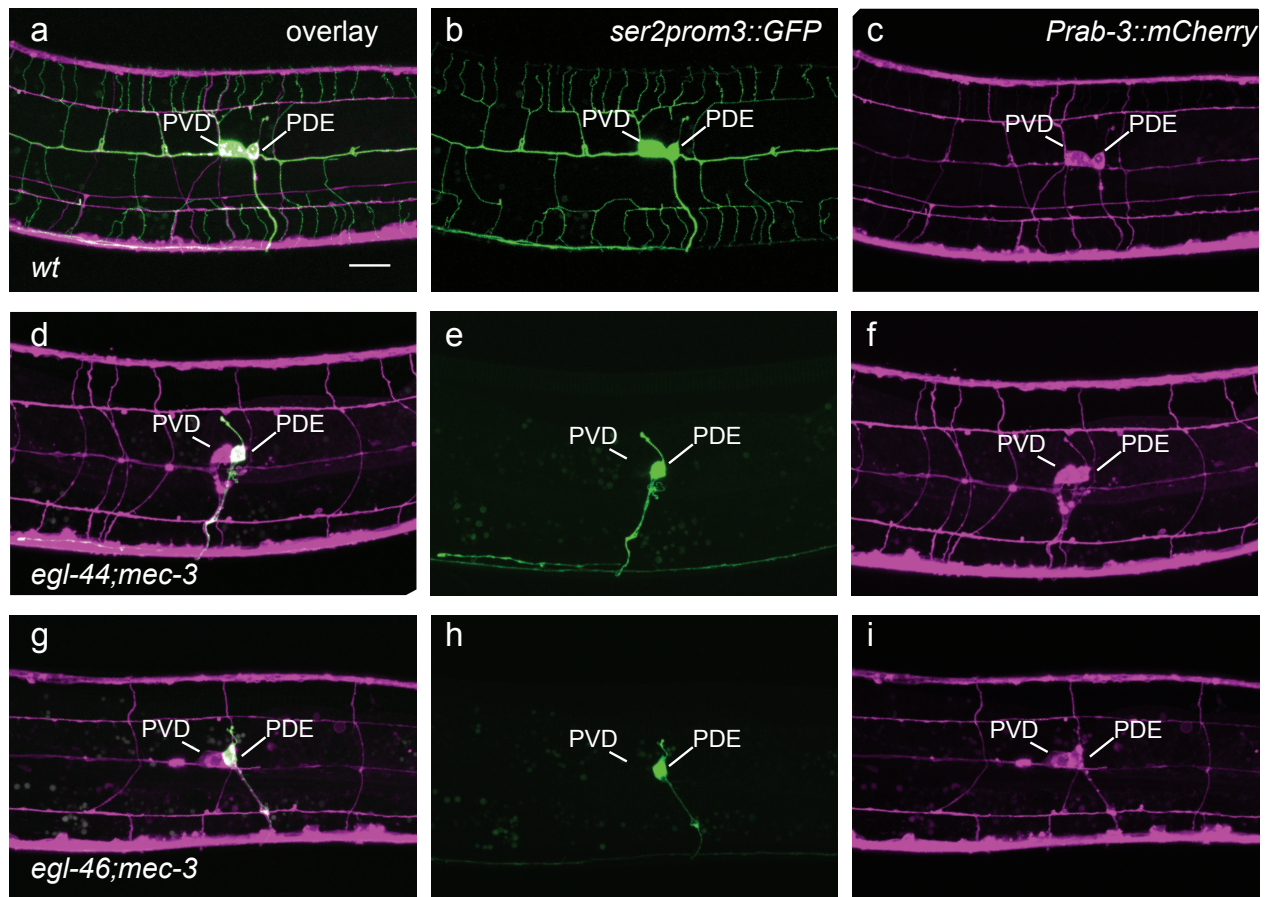 a overlay
PVD PDE
wt
b ser2prom3::GFP
PVD PDE
c Prab-3::mCherry
PVD PDE
d
PVD PDE
egl-44;mec-3
e
PVD PDE
f
PVD PDE
g
PVD PDE
egl-46;mec-3
h
PVD PDE
i
PVD PDE